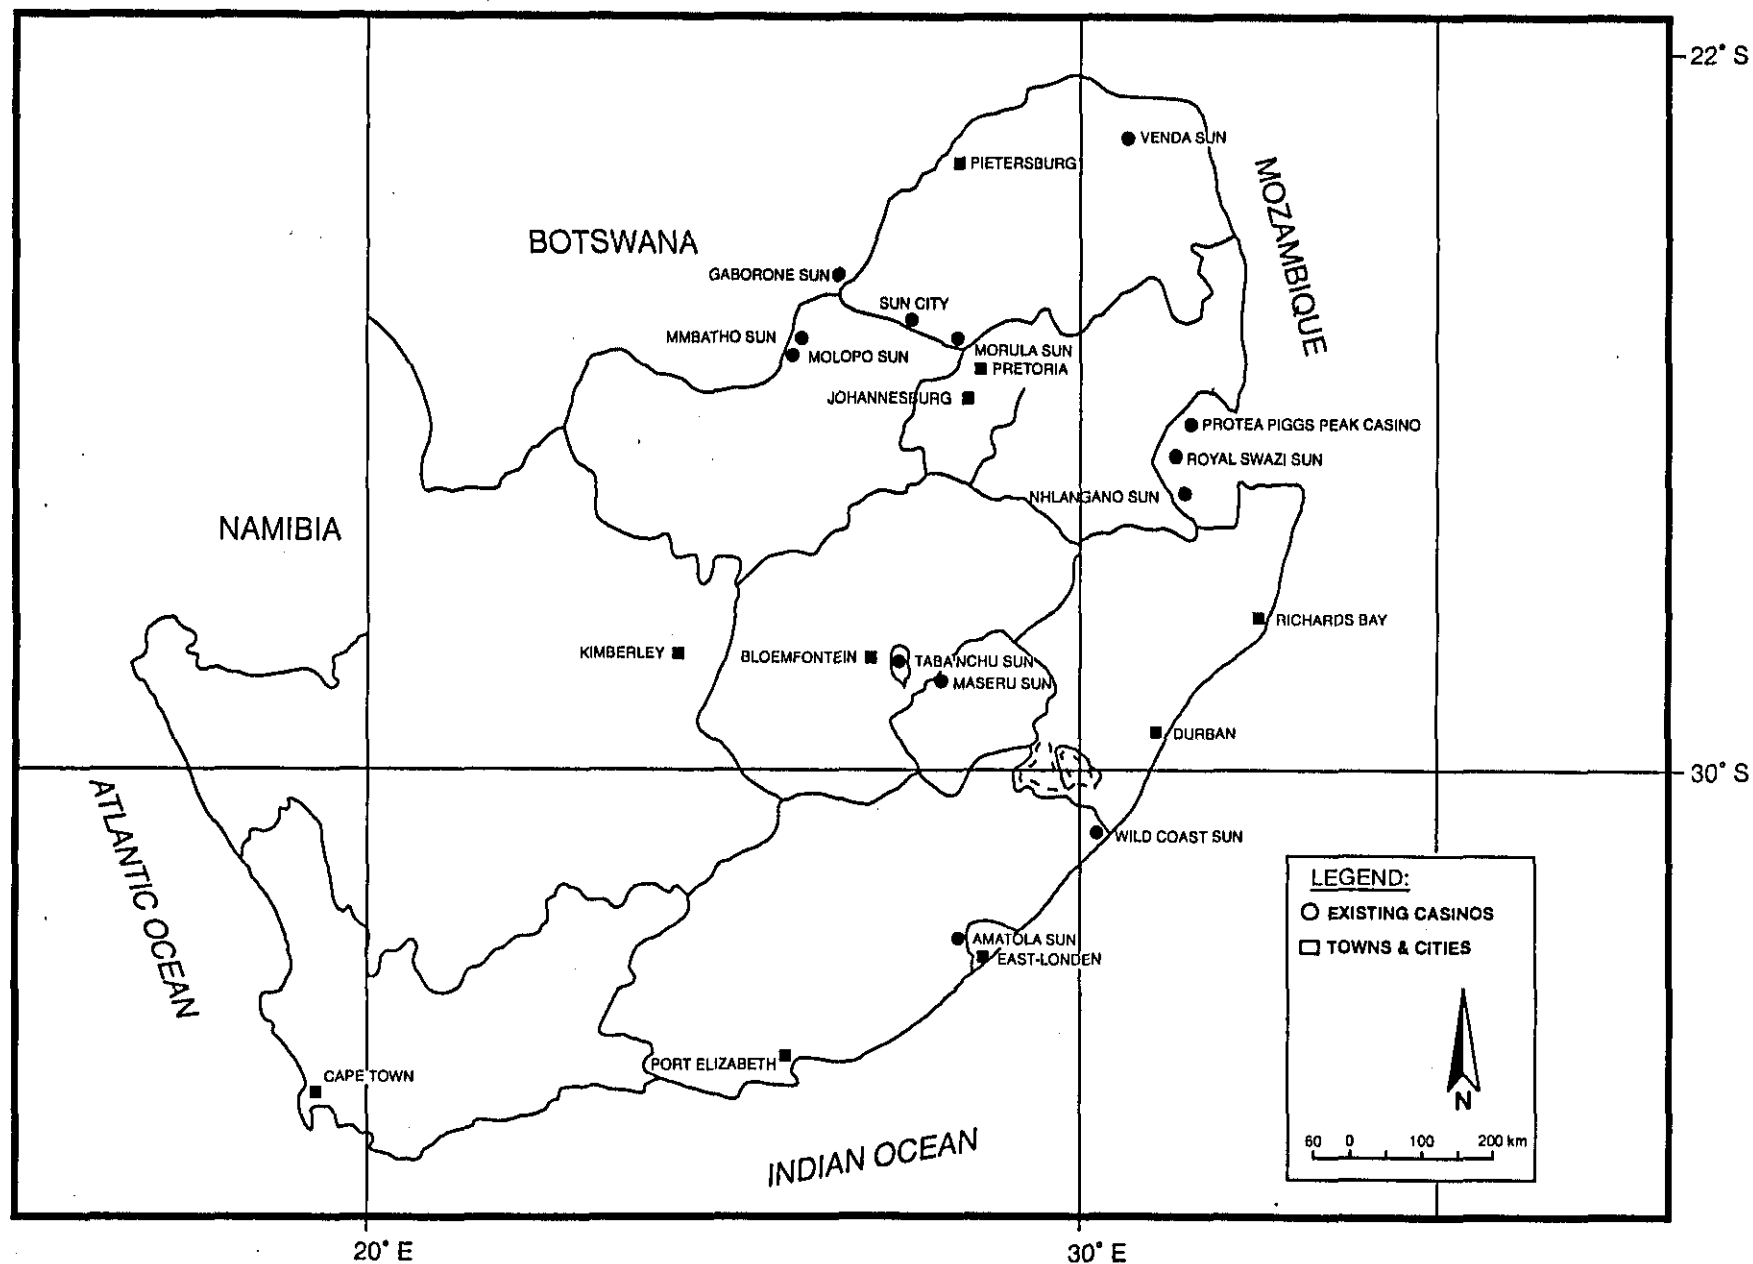 22° S
VENDA SUN
PIETERSBURG
MOZAMBIQUE
BOTSWANA
GABORONE SUN
SUN CITY
MMBATHO SUN
MOLOPO SUN
MORULA SUN
PRETORIA
JOHANNESBURG
PROTEA PIGGS PEAK CASINO
ROYAL SWAZI SUN
NHLANGANO SUN
NAMIBIA
RICHARDS BAY
KIMBERLEY
BLOEMFONTEIN
TABA'NCHU SUN
MASERU SUN
DURBAN
30° S
ATLANTIC OCEAN
WILD COAST SUN
LEGEND:
EXISTING CASINOS
TOWNS & CITIES
AMATOLA SUN
EAST-LONDEN
PORT ELIZABETH
CAPE TOWN
N
60 0 100 200 km
INDIAN OCEAN
20° E
30° E